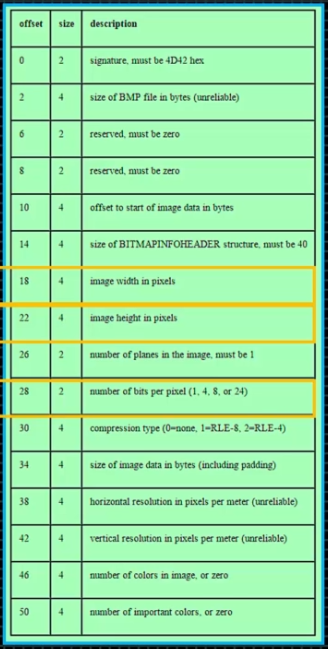 offset size description
0 2 signature, must be 4D42 hex
2 4 size of BMP file in bytes (unreliable)
6 2 reserved, must be zero
8 2 reserved, must be zero
10 4 offset to start of image data in bytes
14 4 size of BITMAPINFOHEADER structure, must be 40
18 4 image width in pixels
22 4 image height in pixels
26 2 number of planes in the image, must be 1
28 2 number of bits per pixel (1, 4, 8, or 24)
30 4 compression type (0=none, 1=RLE-8, 2=RLE-4)
34 4 size of image data in bytes (including padding)
38 4 horizontal resolution in pixels per meter (unreliable)
42 4 vertical resolution in pixels per meter (unreliable)
46 4 number of colors in image, or zero
50 4 number of important colors, or zero